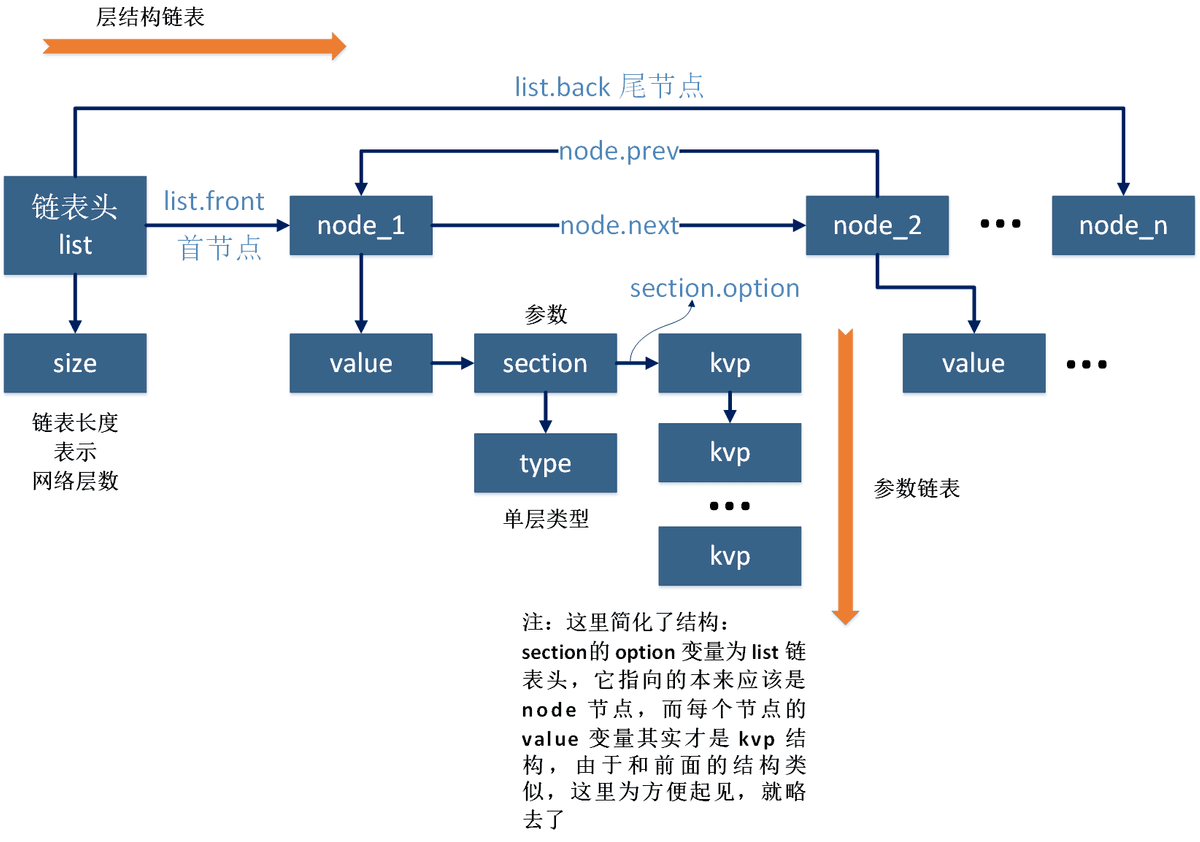 层结构链表
list.back 尾节点
node.prev
链表头
list
list.front
首节点
node_1
node.next
node_2
•••
node_n
section.option
参数
size
value
section
kvp
value
•••
链表长度
表示
网络层数
type
kvp
单层类型
•••
参数链表
kvp
注：这里简化了结构：
section的 option 变量为 list 链
表头，它指向的本来应该是
node 节点，而每个节点的
value 变量其实才是 kvp 结
构，由于和前面的结构类
似，这里为方便起见，就略
去了